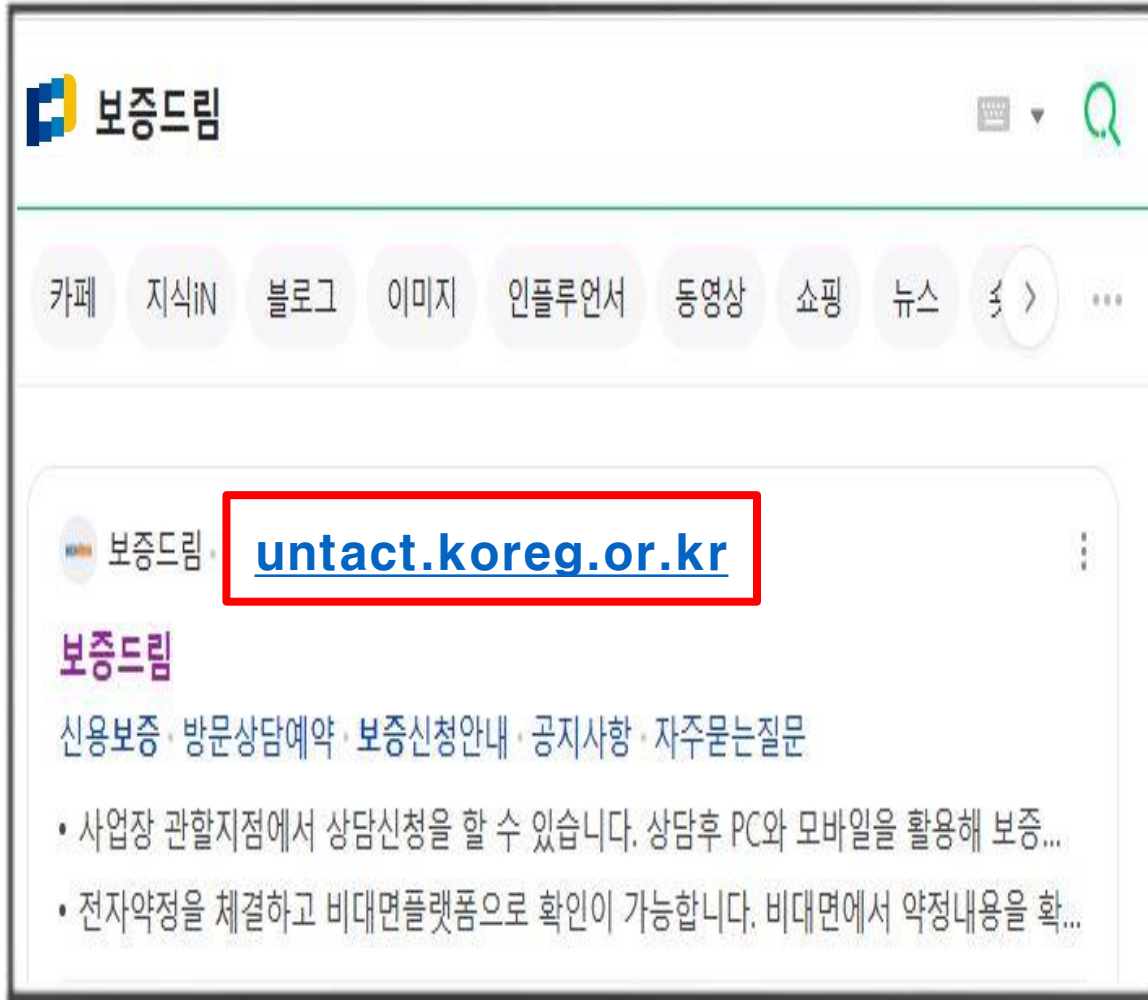 보증드림
카페 지식iN 블로그 이미지 인플루언서 동영상 쇼핑 뉴스
보증드림 · untact.koreg.or.kr
보증드림
신용보증 · 방문상담예약 · 보증신청안내 · 공지사항 · 자주묻는질문
• 사업장 관할지점에서 상담신청을 할 수 있습니다. 상담후 PC와 모바일을 활용해 보증...
• 전자약정을 체결하고 비대면플랫폼으로 확인이 가능합니다. 비대면에서 약정내용을 확...